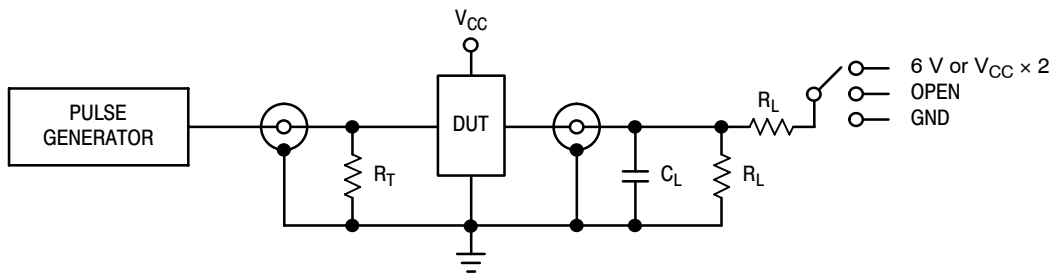 V_CC
PULSE
GENERATOR
DUT
R_T
C_L
R_L
R_L
6 V or V_CC × 2
OPEN
GND